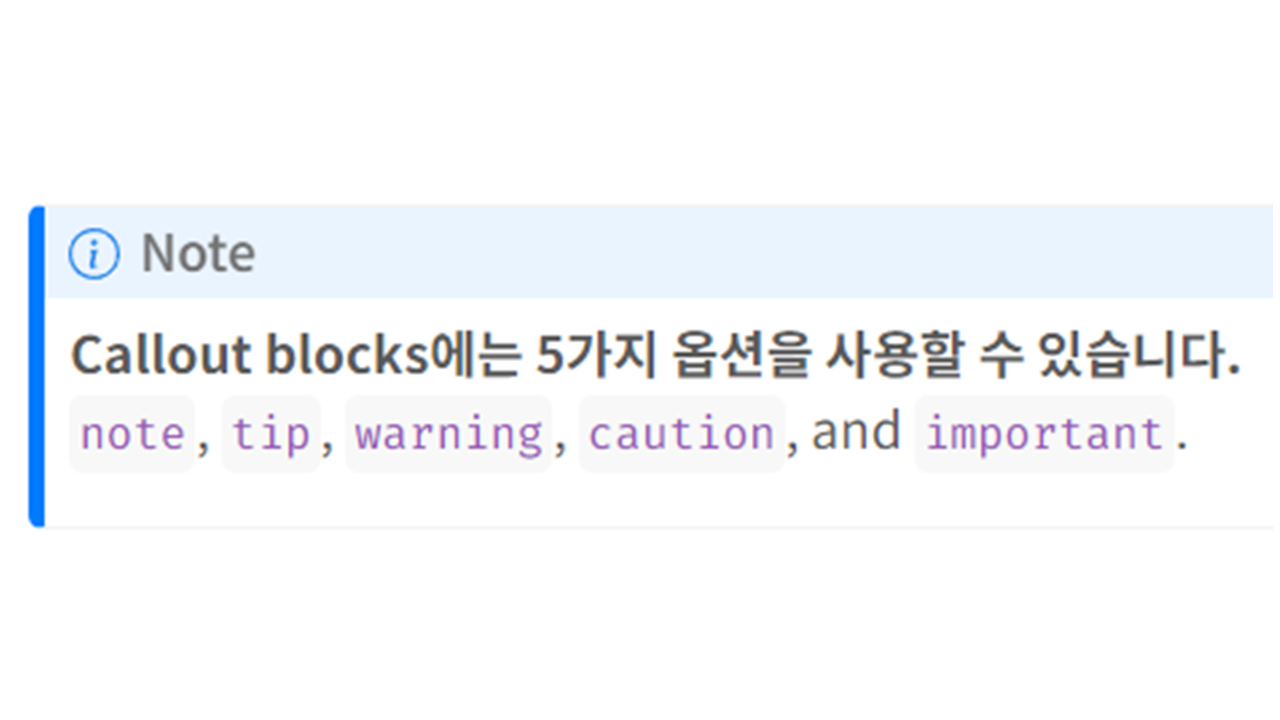 Note
Callout blocks에는 5가지 옵션을 사용할 수 있습니다.
note, tip, warning, caution, and important.